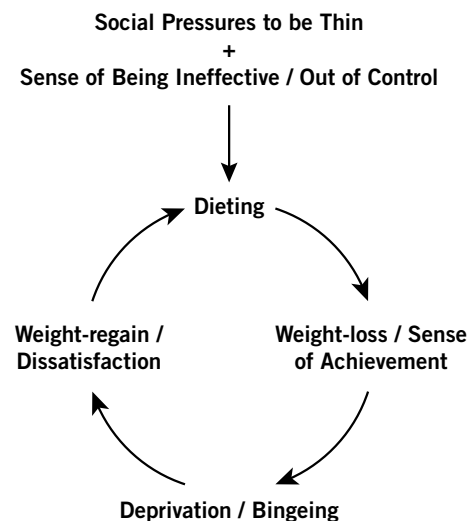 Social Pressures to be Thin
+
Sense of Being Ineffective / Out of Control
Dieting
Weight-regain /
Dissatisfaction
Weight-loss / Sense
of Achievement
Deprivation / Bingeing